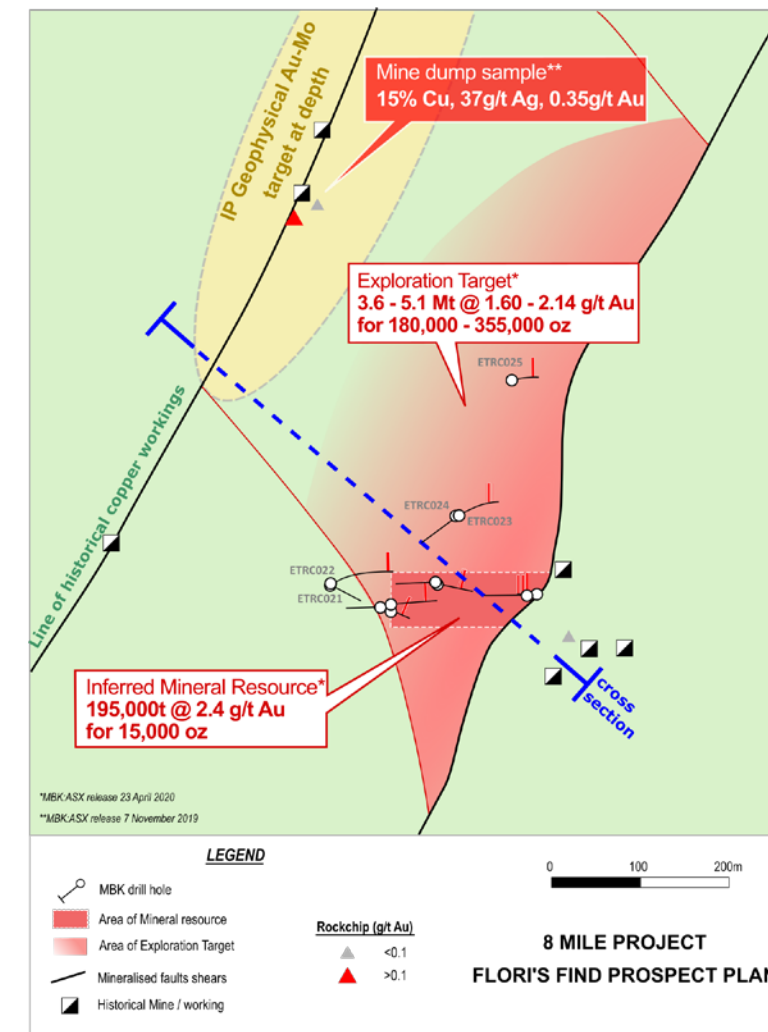 IP Geophysical Au-Mo
target at depth
Mine dump sample**
15% Cu, 37g/t Ag, 0.35g/t Au
Exploration Target*
3.6 - 5.1 Mt @ 1.60 - 2.14 g/t Au
for 180,000 - 355,000 oz
ETRC025
Line of historical copper workings
ETRC024
ETRC023
ETRC022
ETRC021
Inferred Mineral Resource*
195,000t @ 2.4 g/t Au
for 15,000 oz
cross
section
*MBK:ASX release 23 April 2020
**MBK:ASX release 7 November 2019
LEGEND
MBK drill hole
Area of Mineral resource
Area of Exploration Target
Mineralised faults shears
Historical Mine / working
Rockchip (g/t Au)
<0.1
>0.1
0 100 200m
8 MILE PROJECT
FLORI'S FIND PROSPECT PLAN